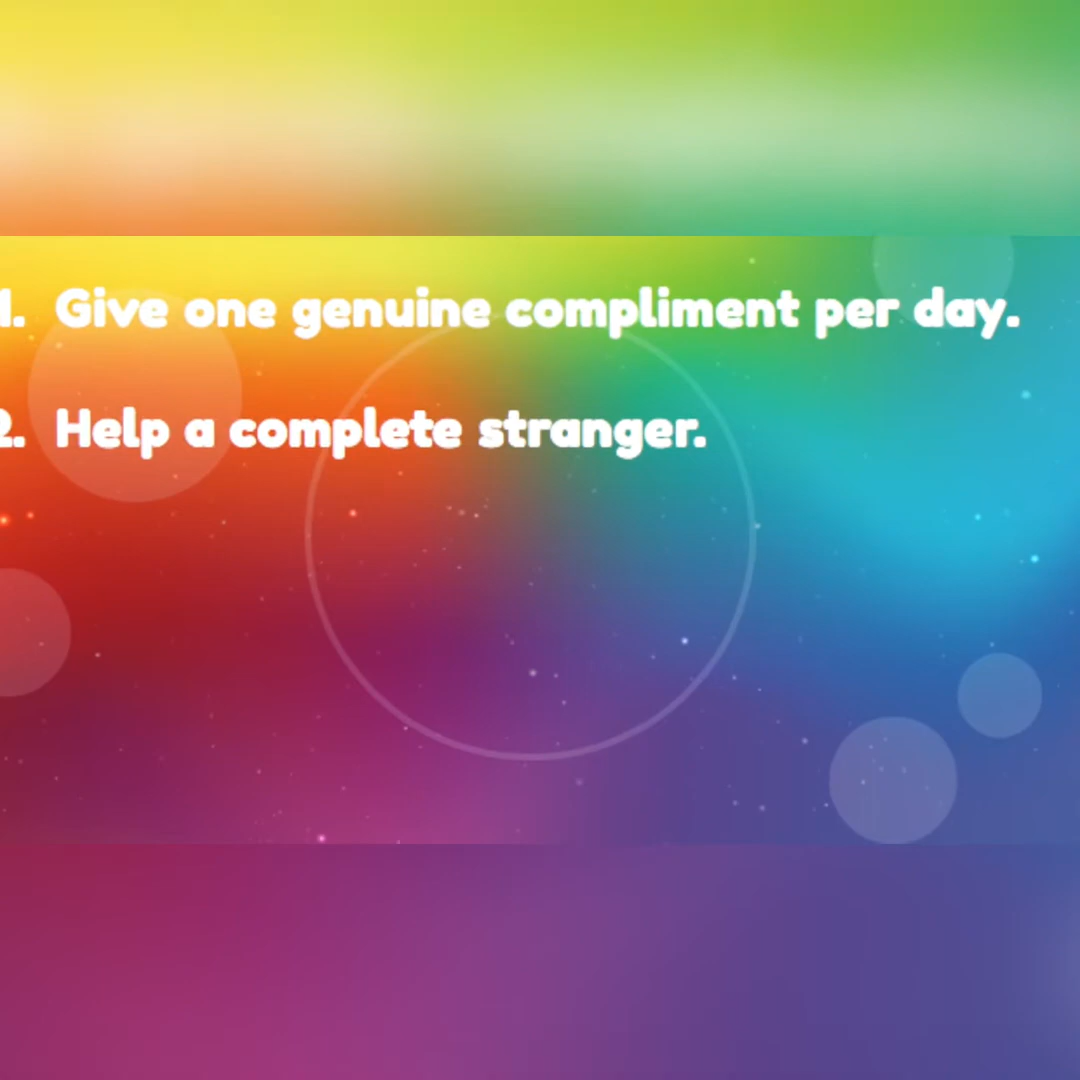 1. Give one genuine compliment per day.
2. Help a complete stranger.